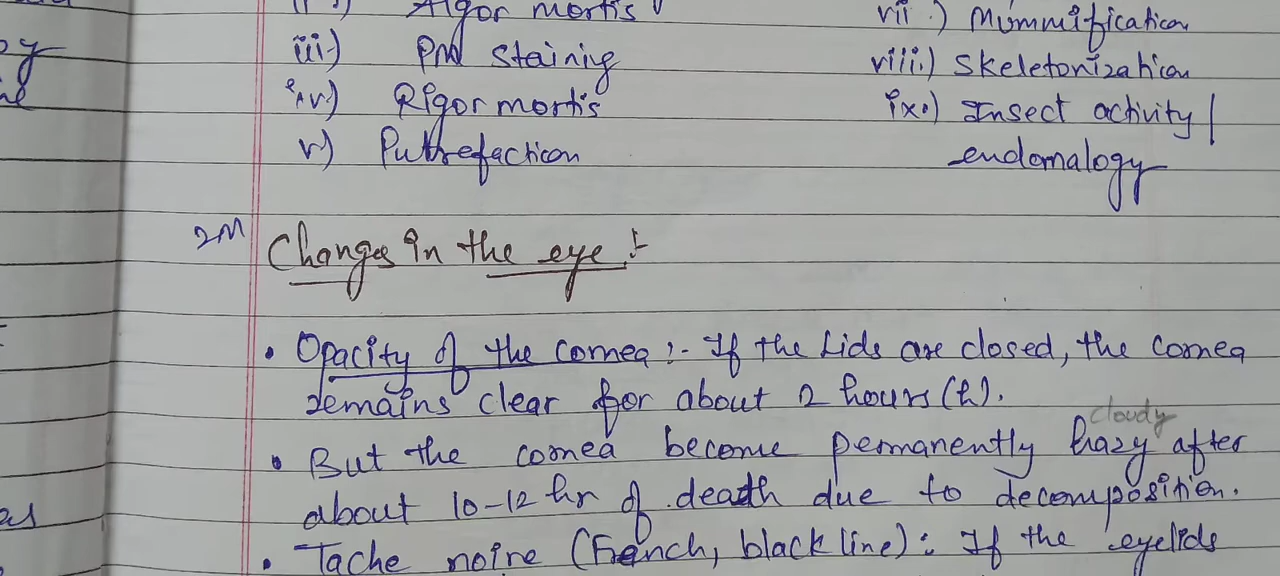 Algor mortis
iii.) PM staining
iv.) Rigor mortis
v) Putrefaction
vii.) Mummification
viii.) Skeletonization
ix.) Insect activity /
endomalogy
2M
Changes in the eye :-
• Opacity of the cornea :- If the Lids are closed, the cornea
remains clear for about 2 hours (h).
cloudy
• But the cornea become permanently hazy after
about 10-12 hr of death due to decomposition.
• Tache noire (French, black line) : If the eyelids